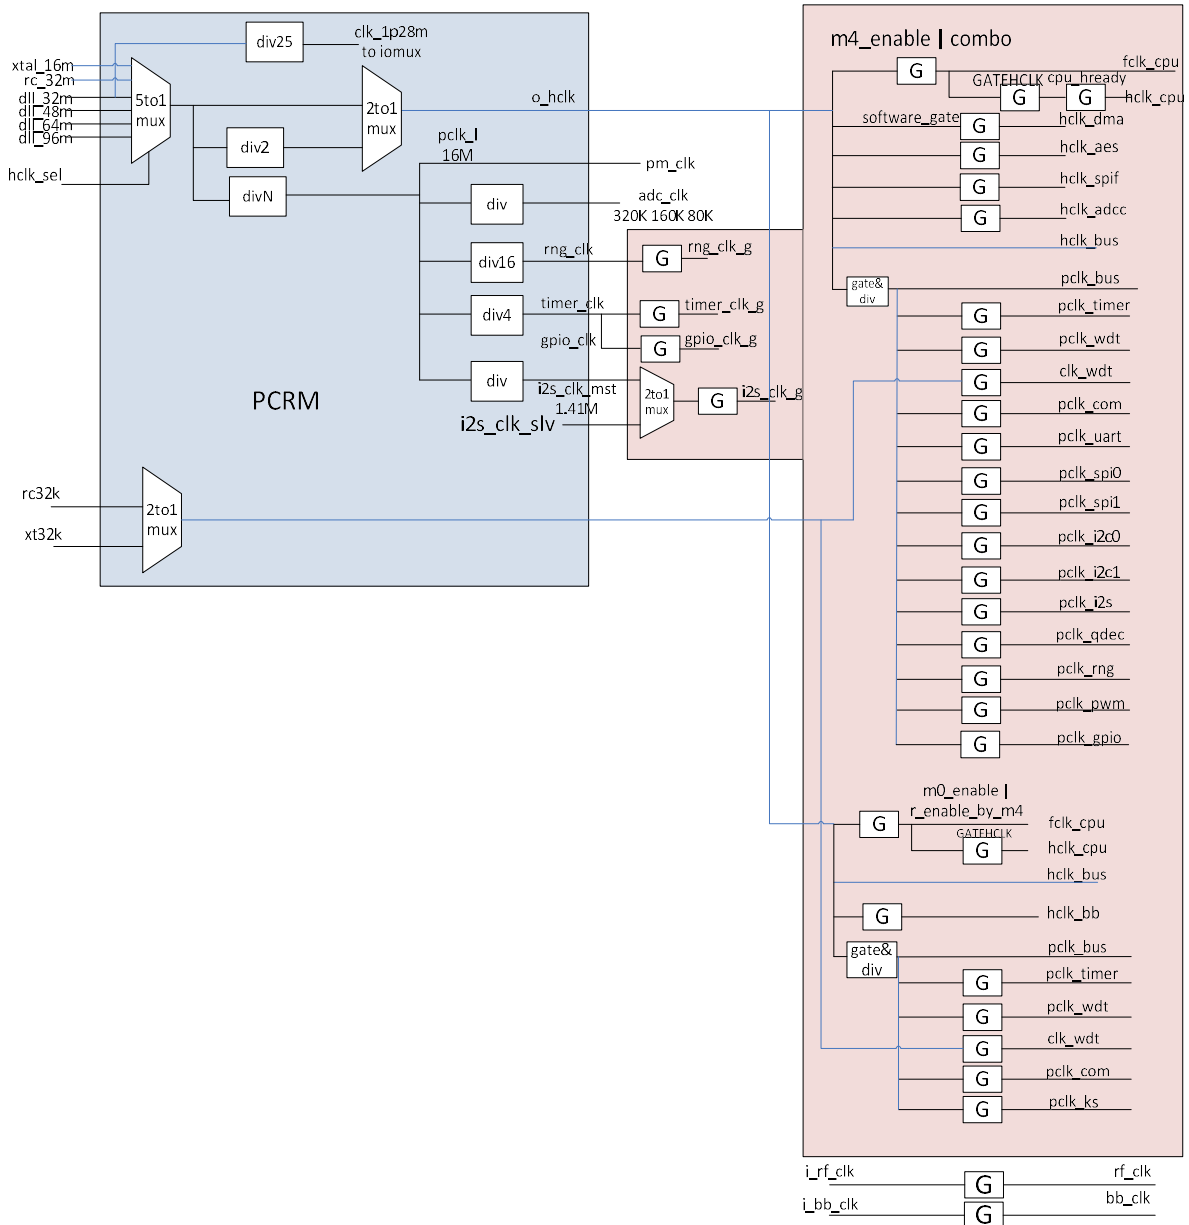 div25
clk_1p28m
to iomux
xtal_16m
rc_32m
dll_32m
dll_48m
dll_64m
dll_96m
5to1
mux
2to1
mux
div2
divN
hclk_sel
o_hclk
pclk_l
16M
pm_clk
div
adc_clk
320K 160K 80K
div16
rng_clk
G
rng_clk_g
div4
timer_clk
G
timer_clk_g
gpio_clk
G
gpio_clk_g
div
i2s_clk_mst
1.41M
2to1
mux
G
i2s_clk_g
i2s_clk_slv
PCRM
rc32k
xt32k
2to1
mux
m4_enable | combo
G
fclk_cpu
GATEHCLK
cpu_hready
G
G
hclk_cpu
software_gate
G
hclk_dma
G
hclk_aes
G
hclk_spif
G
hclk_adcc
hclk_bus
gate&
div
pclk_bus
G
pclk_timer
G
pclk_wdt
G
clk_wdt
G
pclk_com
G
pclk_uart
G
pclk_spi0
G
pclk_spi1
G
pclk_i2c0
G
pclk_i2c1
G
pclk_i2s
G
pclk_qdec
G
pclk_rng
G
pclk_pwm
G
pclk_gpio
m0_enable |
r_enable_by_m4
G
fclk_cpu
GATEHCLK
G
hclk_cpu
hclk_bus
G
hclk_bb
gate&
div
pclk_bus
G
pclk_timer
G
pclk_wdt
G
clk_wdt
G
pclk_com
G
pclk_ks
i_rf_clk
G
rf_clk
i_bb_clk
G
bb_clk